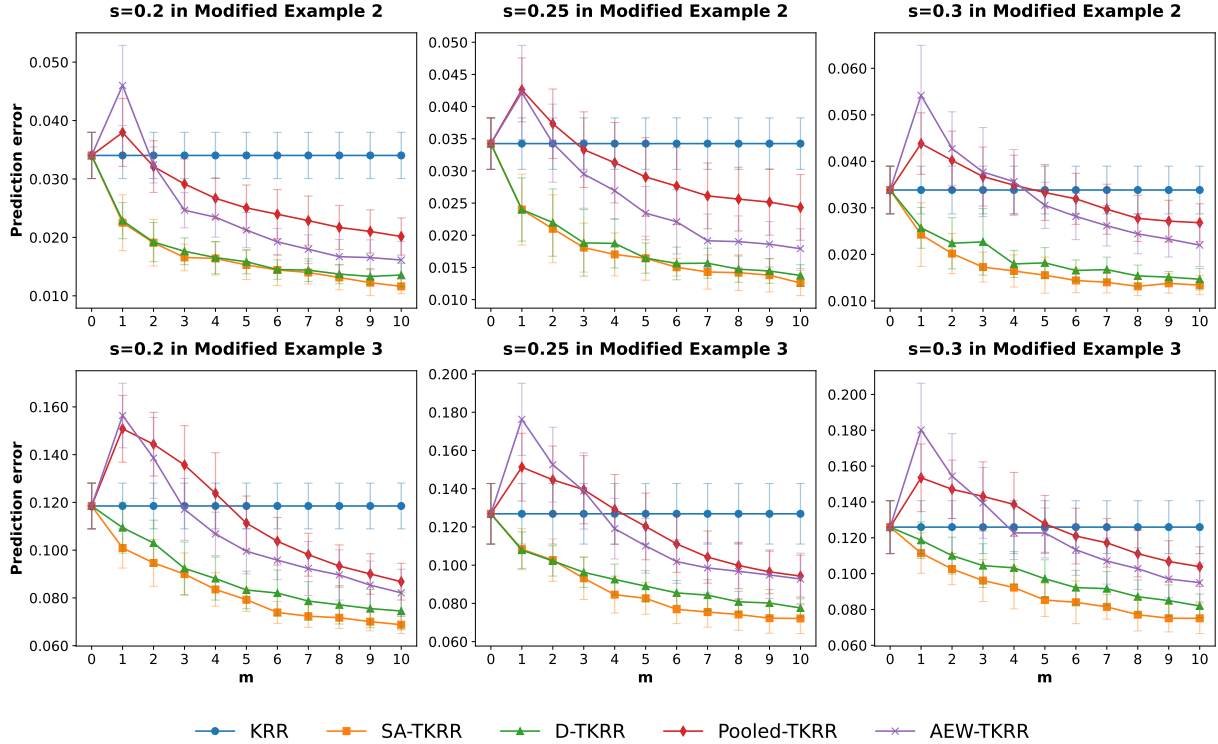 s=0.2 in Modified Example 2
s=0.25 in Modified Example 2
s=0.3 in Modified Example 2
Prediction error
0.050
0.040
0.030
0.020
0.010
0 1 2 3 4 5 6 7 8 9 10
0.050
0.045
0.040
0.035
0.030
0.025
0.020
0.015
0.010
0 1 2 3 4 5 6 7 8 9 10
0.060
0.050
0.040
0.030
0.020
0.010
0 1 2 3 4 5 6 7 8 9 10
s=0.2 in Modified Example 3
s=0.25 in Modified Example 3
s=0.3 in Modified Example 3
Prediction error
0.160
0.140
0.120
0.100
0.080
0.060
0 1 2 3 4 5 6 7 8 9 10
m
0.200
0.180
0.160
0.140
0.120
0.100
0.080
0.060
0 1 2 3 4 5 6 7 8 9 10
m
0.200
0.180
0.160
0.140
0.120
0.100
0.080
0.060
0 1 2 3 4 5 6 7 8 9 10
m
KRR SA-TKRR D-TKRR Pooled-TKRR AEW-TKRR